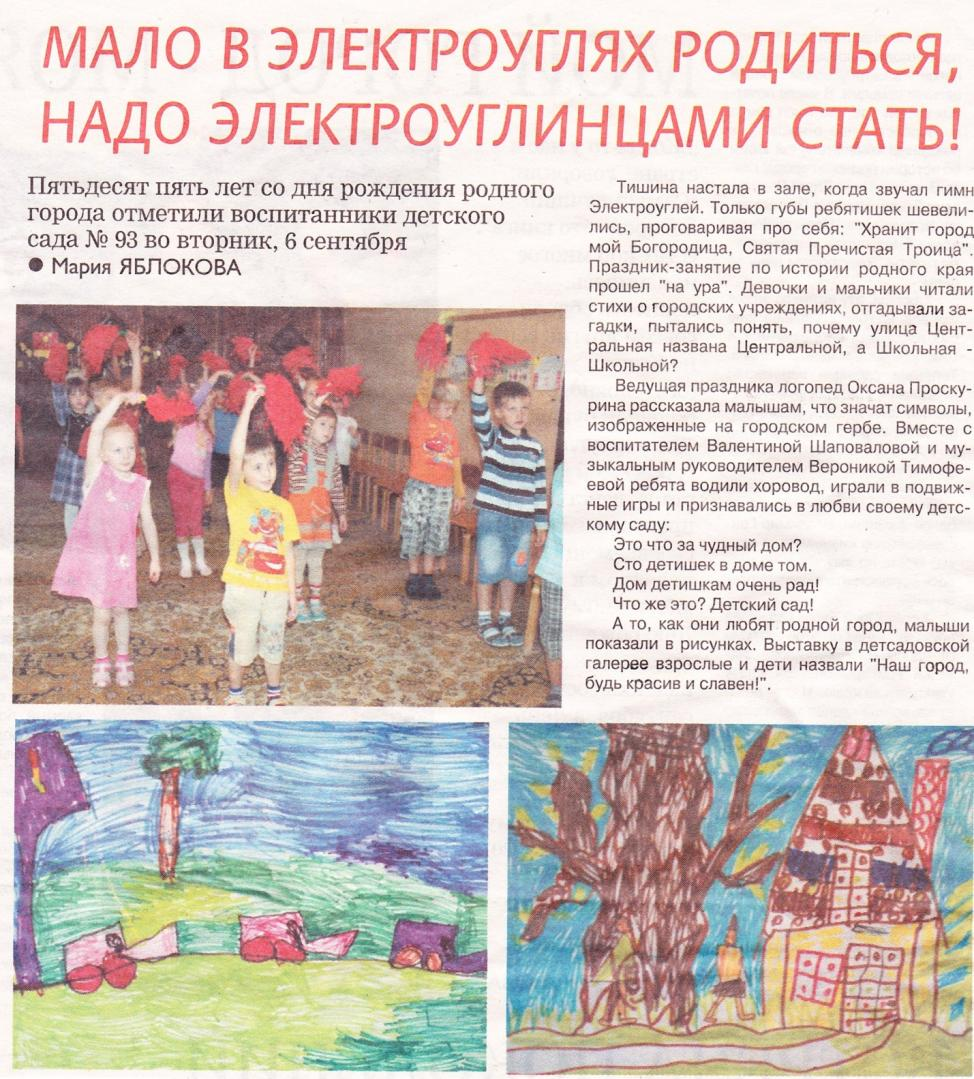 МАЛО В ЭЛЕКТРОУГЛЯХ РОДИТЬСЯ,
НАДО ЭЛЕКТРОУГЛИНЦАМИ СТАТЬ!
Пятьдесят пять лет со дня рождения родного
города отметили воспитанники детского
сада № 93 во вторник, 6 сентября
● Мария ЯБЛОКОВА
Тишина настала в зале, когда звучал гимн
Электроуглей. Только губы ребятишек шевели-
лись, проговаривая про себя: "Хранит город
мой Богородица, Святая Пречистая Троица".
Праздник-занятие по истории родного края
прошел "на ура". Девочки и мальчики читали
стихи о городских учреждениях, отгадывали за-
гадки, пытались понять, почему улица Цент-
ральная названа Центральной, а Школьная -
Школьной?
Ведущая праздника логопед Оксана Проску-
рина рассказала малышам, что значат символы,
изображенные на городском гербе. Вместе с
воспитателем Валентиной Шаповаловой и му-
зыкальным руководителем Вероникой Тимофе-
евой ребята водили хоровод, играли в подвиж-
ные игры и признавались в любви своему детс-
кому саду:
Это что за чудный дом?
Сто детишек в доме том.
Дом детишкам очень рад!
Что же это? Детский сад!
А то, как они любят родной город, малыши
показали в рисунках. Выставку в детсадовской
галерее взрослые и дети назвали "Наш город,
будь красив и славен!".